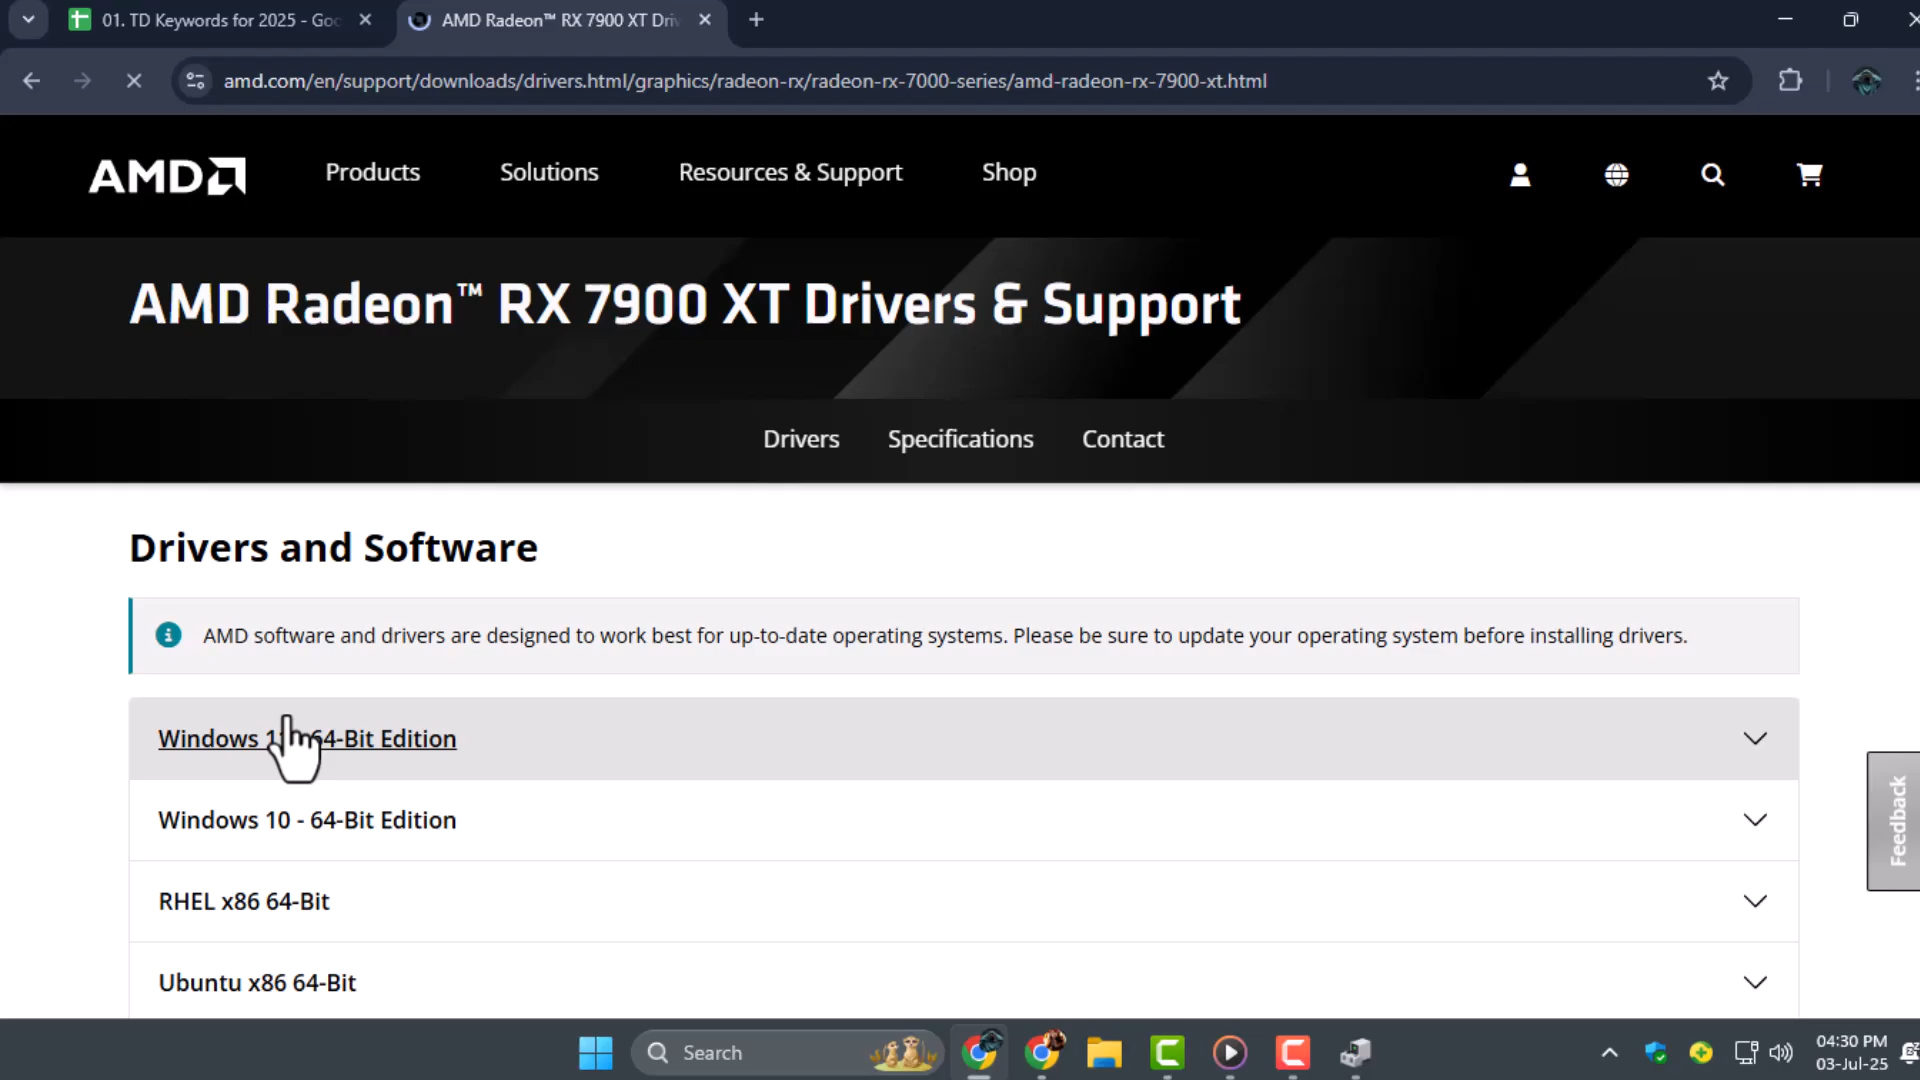 01. TD Keywords for 2025 - Goo
AMD Radeon™ RX 7900 XT Driv
amd.com/en/support/downloads/drivers.html/graphics/radeon-rx/radeon-rx-7000-series/amd-radeon-rx-7900-xt.html
AMD
Products
Solutions
Resources & Support
Shop
AMD Radeon™ RX 7900 XT Drivers & Support
Drivers
Specifications
Contact
Drivers and Software
AMD software and drivers are designed to work best for up-to-date operating systems. Please be sure to update your operating system before installing drivers.
Windows 64-Bit Edition
Windows 10 - 64-Bit Edition
Feedback
RHEL x86 64-Bit
Ubuntu x86 64-Bit
Search
04:30 PM
03-Jul-25